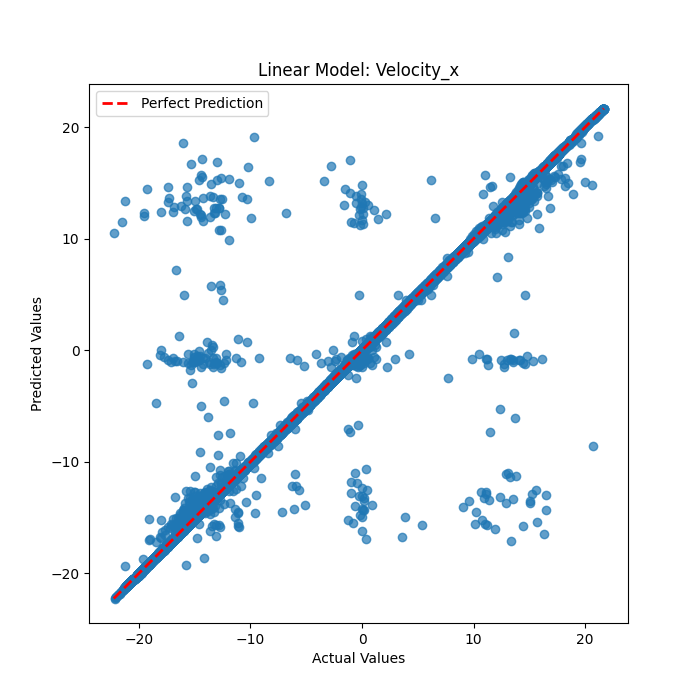 Linear Model: Velocity_x
Perfect Prediction
20
10
0
−10
−20
Predicted Values
−20
−10
0
10
20
Actual Values